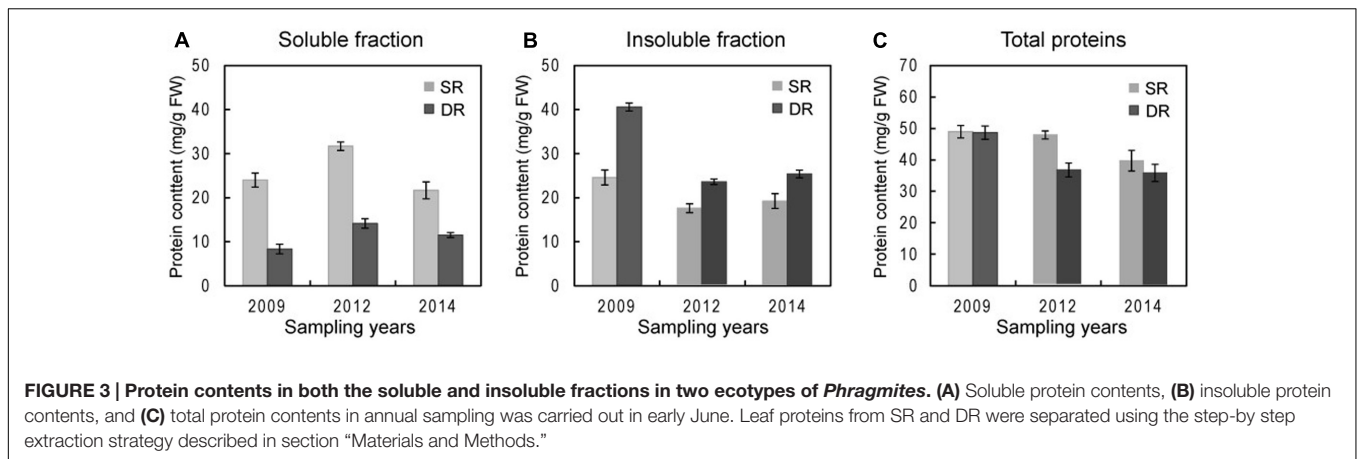 A Soluble fraction
Protein conttent (mg/g FW)
50
40
30
20
10
0
SR
DR
2009 2012 2014
Sampling years
B Insoluble fraction
Protein conttent (mg/g FW)
50
40
30
20
10
0
SR
DR
2009 2012 2014
Sampling years
C Total proteins
Protein conttent (mg/g FW)
70
60
50
40
30
20
10
0
SR
DR
2009 2012 2014
Sampling years
FIGURE 3 | Protein contents in both the soluble and insoluble fractions in two ecotypes of Phragmites. (A) Soluble protein contents, (B) insoluble protein
contents, and (C) total protein contents in annual sampling was carried out in early June. Leaf proteins from SR and DR were separated using the step-by step
extraction strategy described in section “Materials and Methods.”